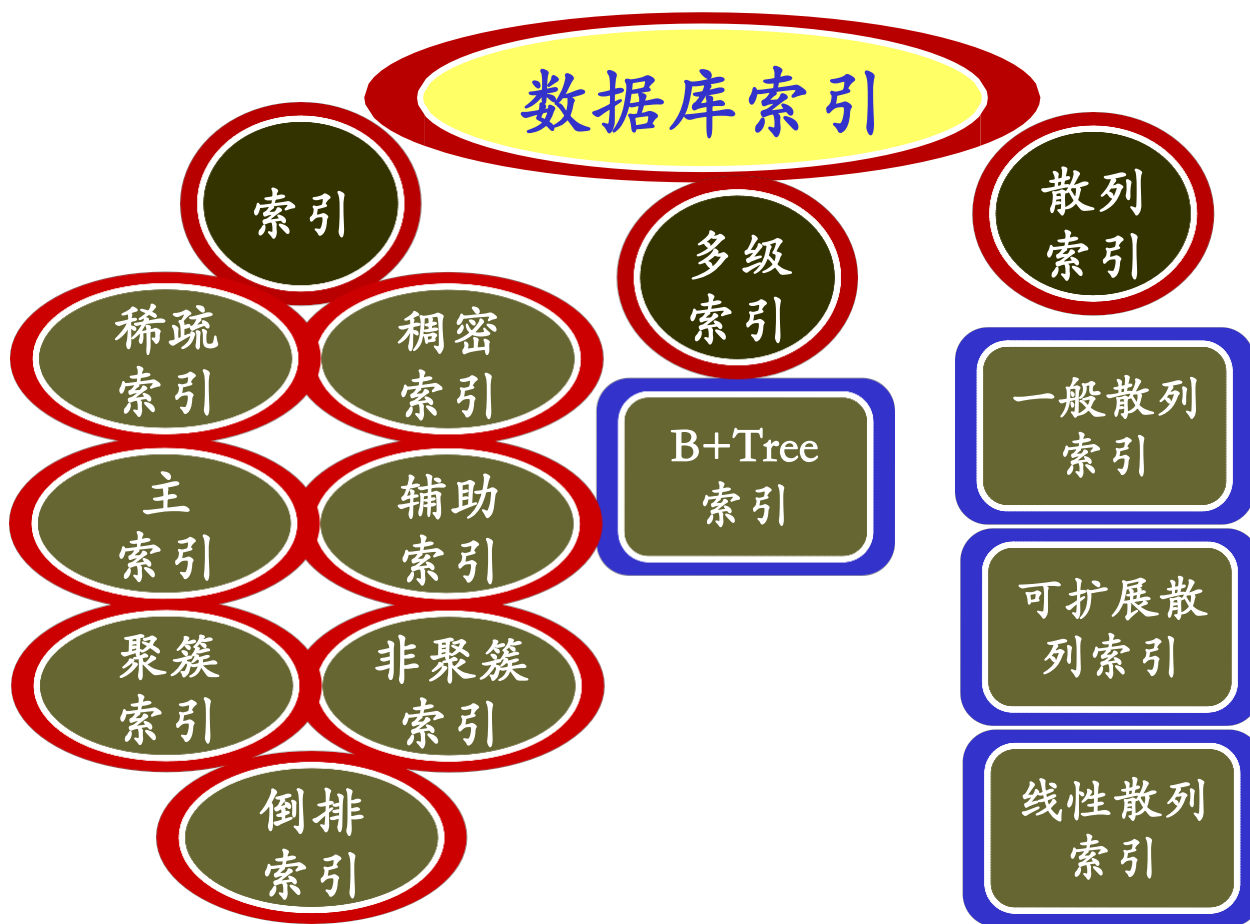 数据库索引
索引
稀疏
索引
稠密
索引
主
索引
辅助
索引
聚簇
索引
非聚簇
索引
倒排
索引
多级
索引
B+Tree
索引
散列
索引
一般散列
索引
可扩展散
列索引
线性散列
索引